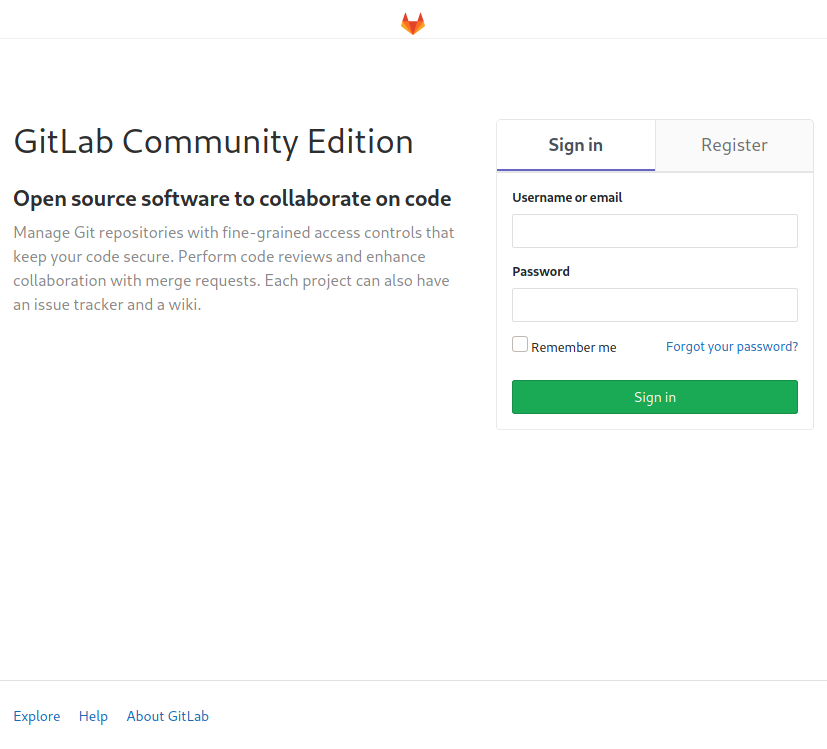 GitLab Community Edition
Open source software to collaborate on code
Manage Git repositories with fine-grained access controls that
keep your code secure. Perform code reviews and enhance
collaboration with merge requests. Each project can also have
an issue tracker and a wiki.
Sign in
Register
Username or email
Password
Remember me
Forgot your password?
Sign in
Explore
Help
About GitLab